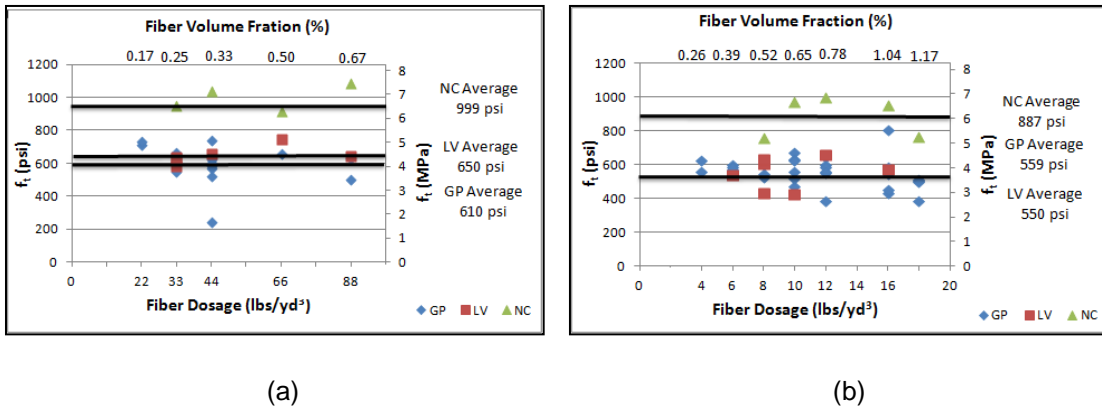 Fiber Volume Fration (%)
0.17 0.25 0.33 0.50 0.67
1200
1000
800
600
400
200
0
f_t (psi)
8
7
6
5
4
3
2
1
0
f_t (MPa)
NC Average
999 psi
LV Average
650 psi
GP Average
610 psi
0 22 33 44 66 88
Fiber Dosage (lbs/yd³)
GP LV NC
(a)
Fiber Volume Fraction (%)
0.26 0.39 0.52 0.65 0.78 1.04 1.17
1200
1000
800
600
400
200
0
f_t (psi)
8
7
6
5
4
3
2
1
0
f_t (MPa)
NC Average
887 psi
GP Average
559 psi
LV Average
550 psi
0 4 6 8 10 12 16 18 20
Fiber Dosage (lbs/yd³)
GP LV NC
(b)